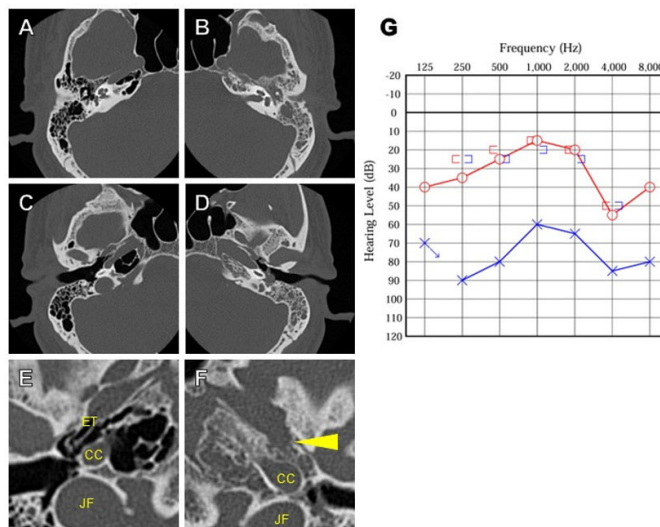 A
B
C
D
E
ET
CC
JF
F
CC
JF
G
Frequency (Hz)
125 250 500 1,000 2,000 4,000 8,000
Hearing Level (dB)
-20
-10
0
10
20
30
40
50
60
70
80
90
100
110
120